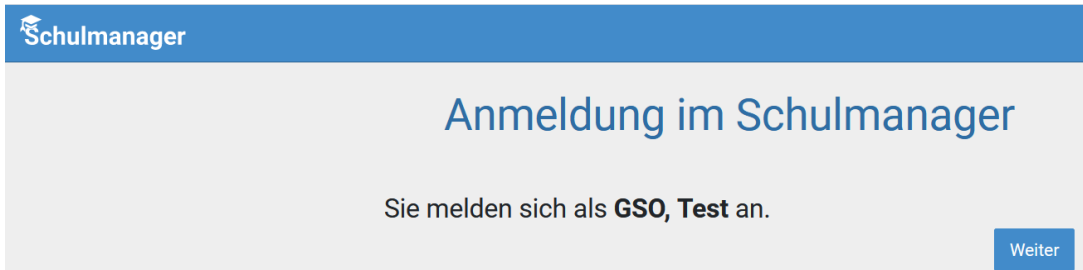 Schulmanager
Anmeldung im Schulmanager
Sie melden sich als GSO, Test an.
Weiter